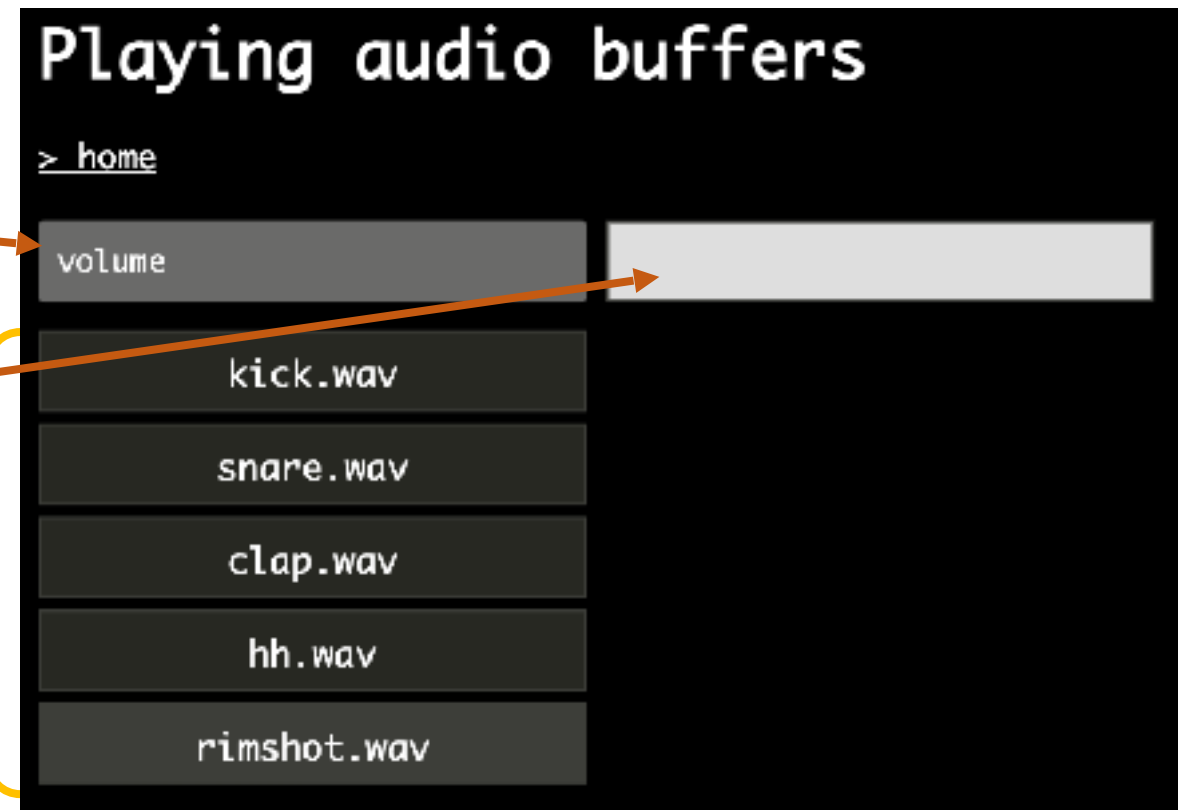 Playing audio buffers
> home
volume
kick.wav
snare.wav
clap.wav
hh.wav
rimshot.wav